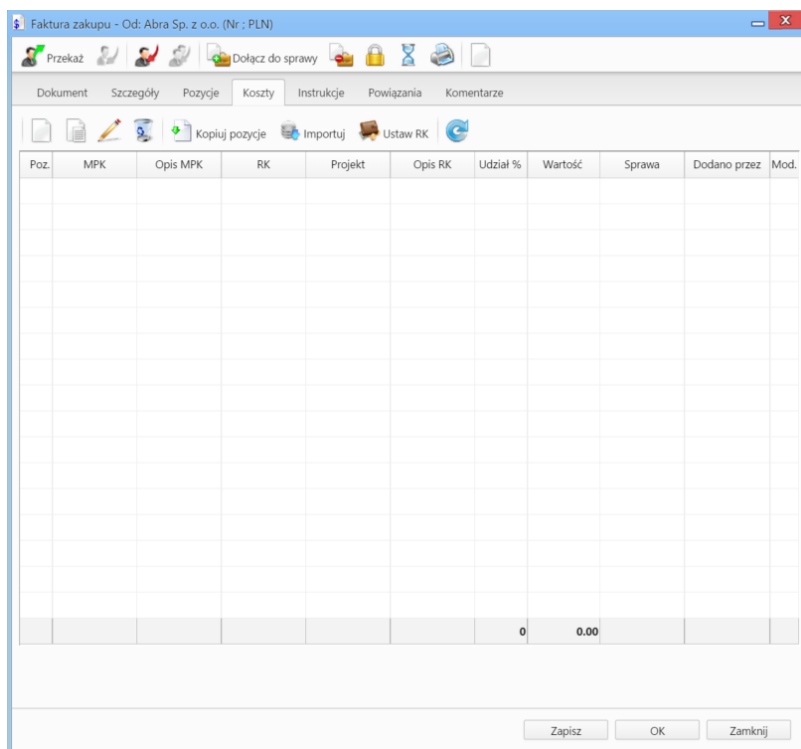 Faktura zakupu - Od: Abra Sp. z o.o. (Nr ; PLN)
Przekaż Dołącz do sprawy
Dokument Szczegóły Pozycje Koszty Instrukcje Powiązania Komentarze
Kopiuj pozycje Importuj Ustaw RK
Poz. MPK Opis MPK RK Projekt Opis RK Udział % Wartość Sprawa Dodano przez Mod.
0 0.00
Zapisz OK Zamknij